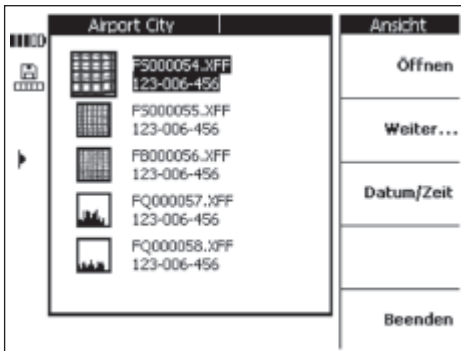 Airport City
Ansicht
FS000054.XFF
123-006-456
FS000055.XFF
123-006-456
FB000056.XFF
123-006-456
FQ000057.XFF
123-006-456
FQ000058.XFF
123-006-456
Öffnen
Weiter...
Datum/Zeit
Beenden